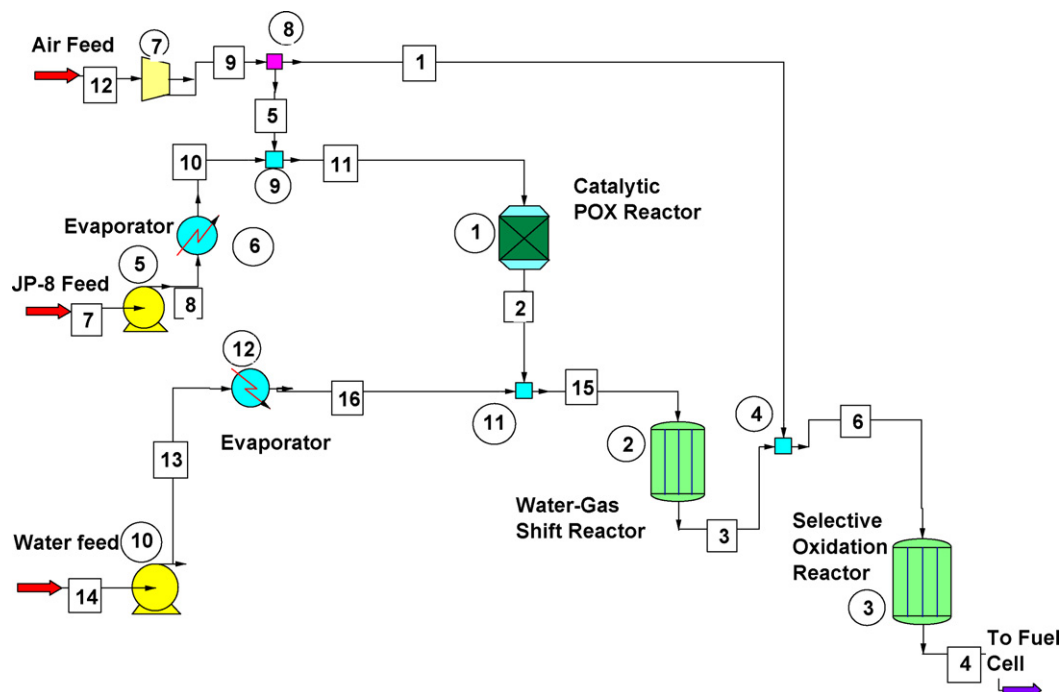 8
7
Air Feed
9
1
12
5
10
11
9
Catalytic
POX Reactor
Evaporator
1
6
5
JP-8 Feed
7
8
2
12
16
15
4
6
11
Evaporator
2
13
Water-Gas
Shift Reactor
3
Selective
Oxidation
Reactor
Water feed
10
14
3
4
To Fuel
Cell